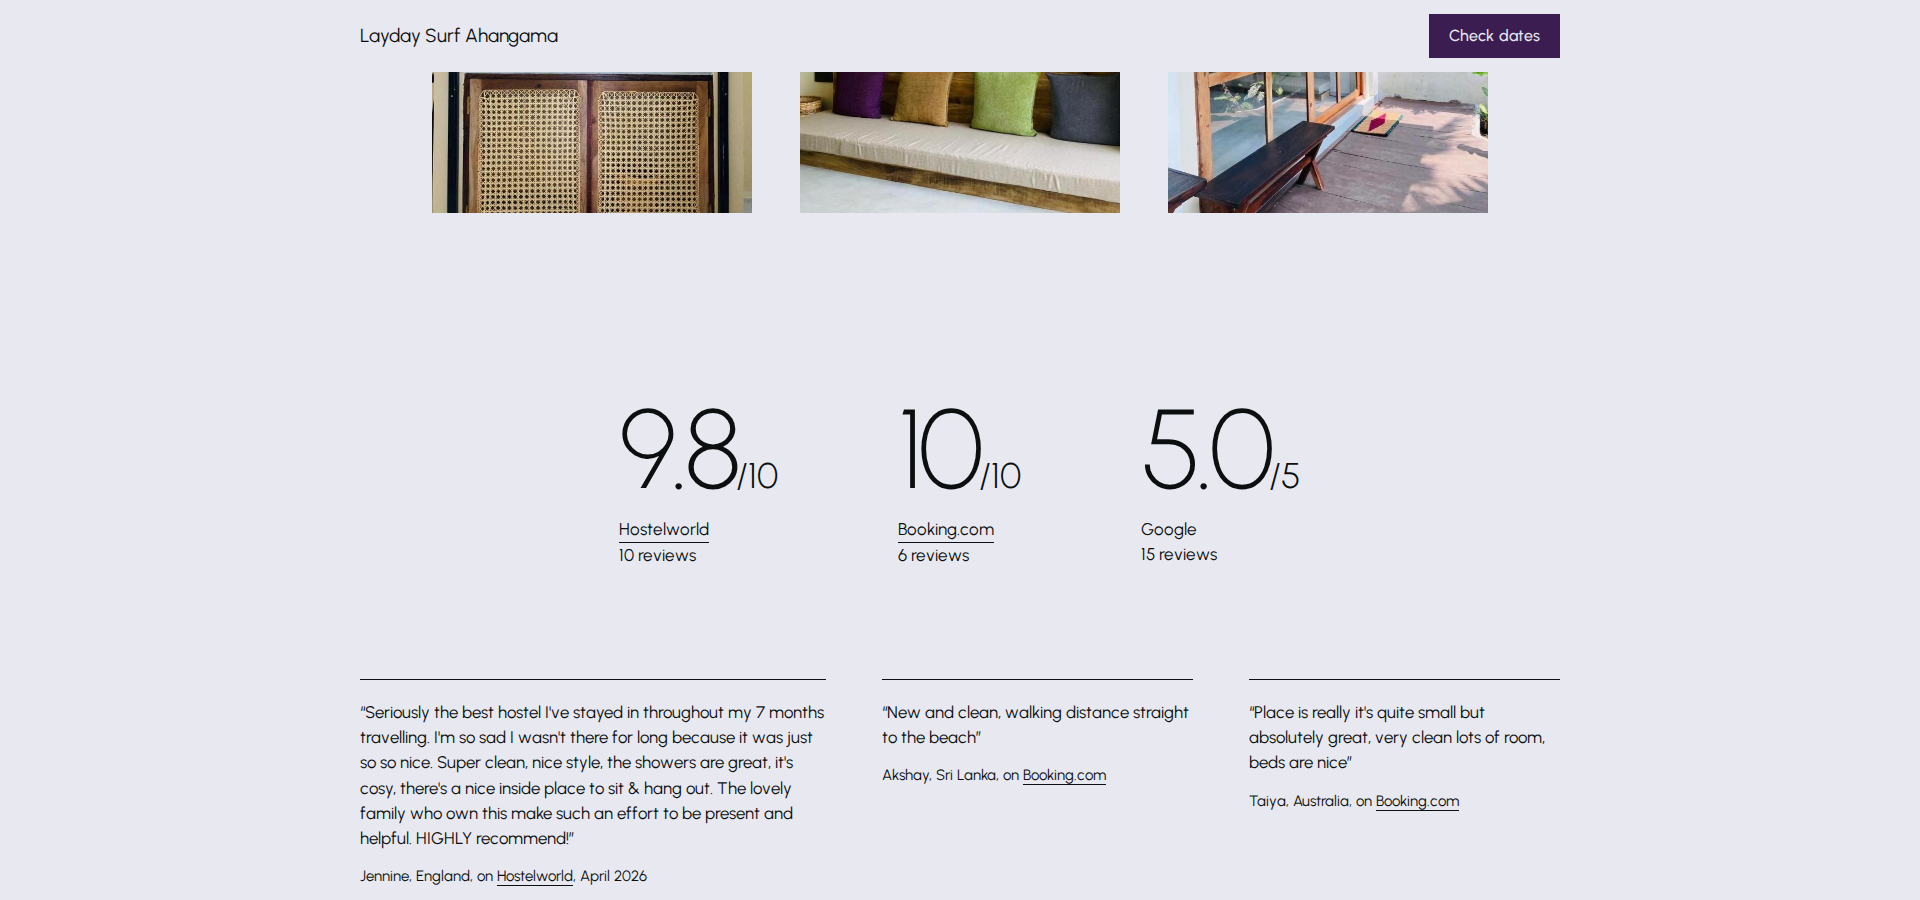 Layday Surf Ahangama
Check dates
9.8/10
Hostelworld
10 reviews
10/10
Booking.com
6 reviews
5.0/5
Google
15 reviews
“Seriously the best hostel I've stayed in throughout my 7 months
travelling. I'm so sad I wasn't there for long because it was just
so so nice. Super clean, nice style, the showers are great, it's
cosy, there's a nice inside place to sit & hang out. The lovely
family who own this make such an effort to be present and
helpful. HIGHLY recommend!”
Jennine, England, on Hostelworld, April 2026
“New and clean, walking distance straight
to the beach”
Akshay, Sri Lanka, on Booking.com
“Place is really it's quite small but
absolutely great, very clean lots of room,
beds are nice”
Taiya, Australia, on Booking.com